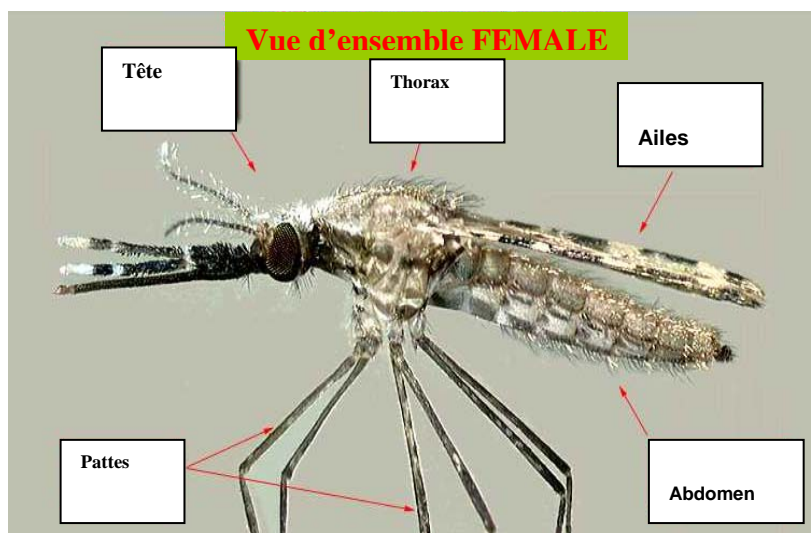 Vue d'ensemble FEMALE
Tête
Thorax
Ailes
Pattes
Abdomen